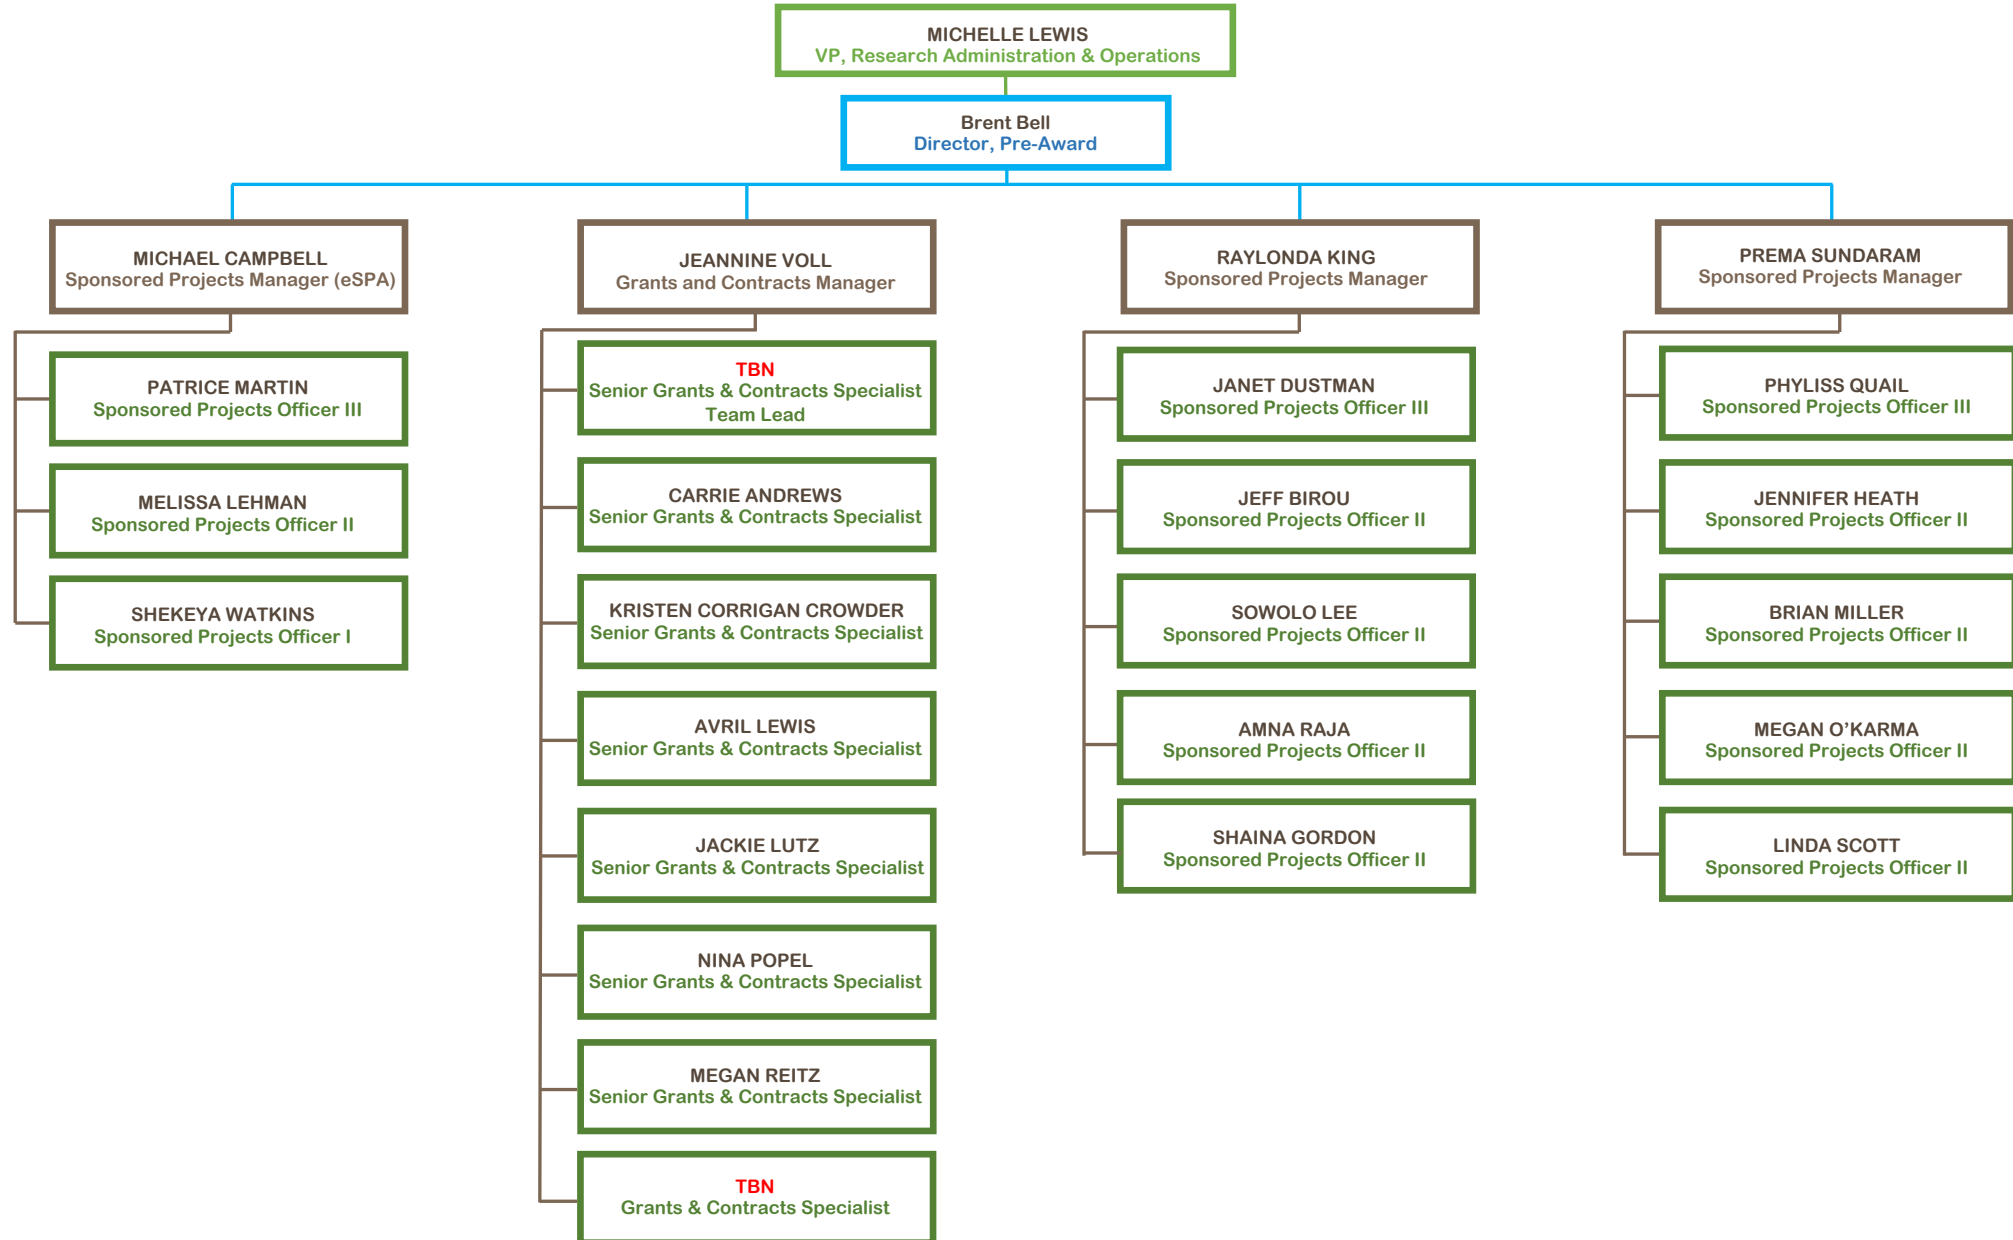 MICHELLE LEWIS
VP, Research Administration & Operations
Brent Bell
Director, Pre-Award
MICHAEL CAMPBELL
Sponsored Projects Manager (eSPA)
PATRICE MARTIN
Sponsored Projects Officer III
MELISSA LEHMAN
Sponsored Projects Officer II
SHEKEYA WATKINS
Sponsored Projects Officer I
JEANNINE VOLL
Grants and Contracts Manager
TBN
Senior Grants & Contracts Specialist
Team Lead
CARRIE ANDREWS
Senior Grants & Contracts Specialist
KRISTEN CORRIGAN CROWDER
Senior Grants & Contracts Specialist
AVRIL LEWIS
Senior Grants & Contracts Specialist
JACKIE LUTZ
Senior Grants & Contracts Specialist
NINA POPEL
Senior Grants & Contracts Specialist
MEGAN REITZ
Senior Grants & Contracts Specialist
TBN
Grants & Contracts Specialist
RAYLONDA KING
Sponsored Projects Manager
JANET DUSTMAN
Sponsored Projects Officer III
JEFF BIROU
Sponsored Projects Officer II
SOWOLO LEE
Sponsored Projects Officer II
AMNA RAJA
Sponsored Projects Officer II
SHAINA GORDON
Sponsored Projects Officer II
PREMA SUNDARAM
Sponsored Projects Manager
PHYLISS QUAIL
Sponsored Projects Officer III
JENNIFER HEATH
Sponsored Projects Officer II
BRIAN MILLER
Sponsored Projects Officer II
MEGAN O’KARMA
Sponsored Projects Officer II
LINDA SCOTT
Sponsored Projects Officer II